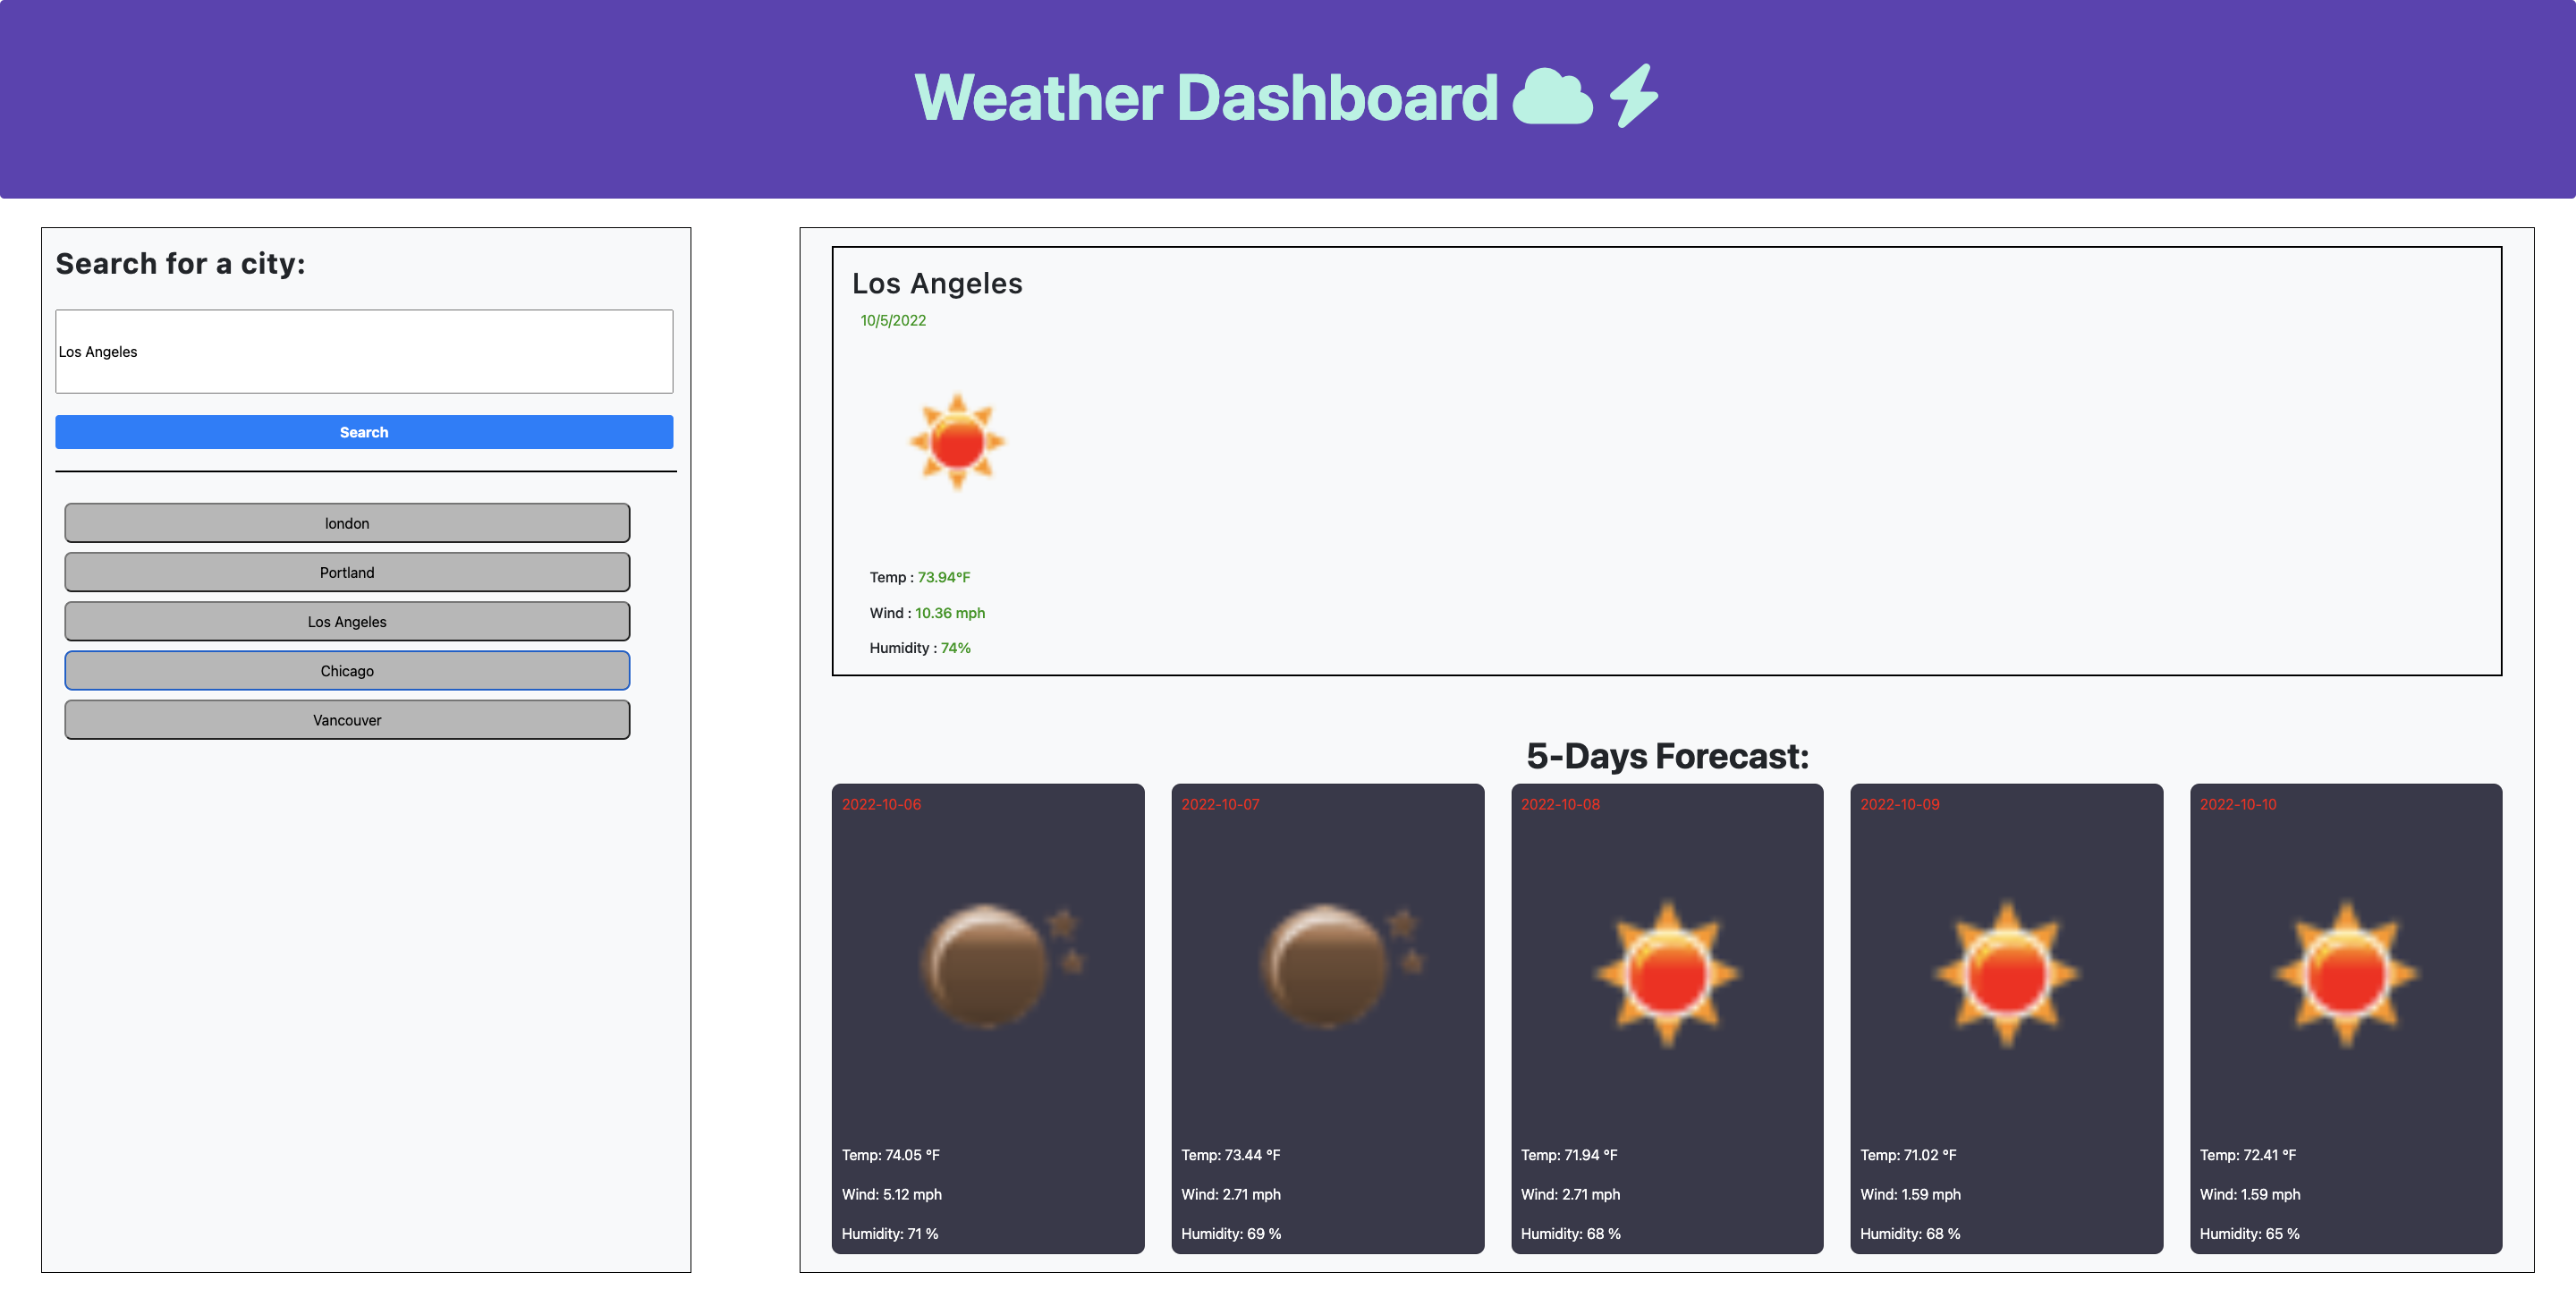 Weather Dashboard
Search for a city:
Los Angeles
Search
london
Portland
Los Angeles
Chicago
Vancouver
Los Angeles
10/5/2022
Temp : 73.94°F
Wind : 10.36 mph
Humidity : 74%
5-Days Forecast:
2022-10-06
Temp: 74.05 °F
Wind: 5.12 mph
Humidity: 71 %
2022-10-07
Temp: 73.44 °F
Wind: 2.71 mph
Humidity: 69 %
2022-10-08
Temp: 71.94 °F
Wind: 2.71 mph
Humidity: 68 %
2022-10-09
Temp: 71.02 °F
Wind: 1.59 mph
Humidity: 68 %
2022-10-10
Temp: 72.41 °F
Wind: 1.59 mph
Humidity: 65 %